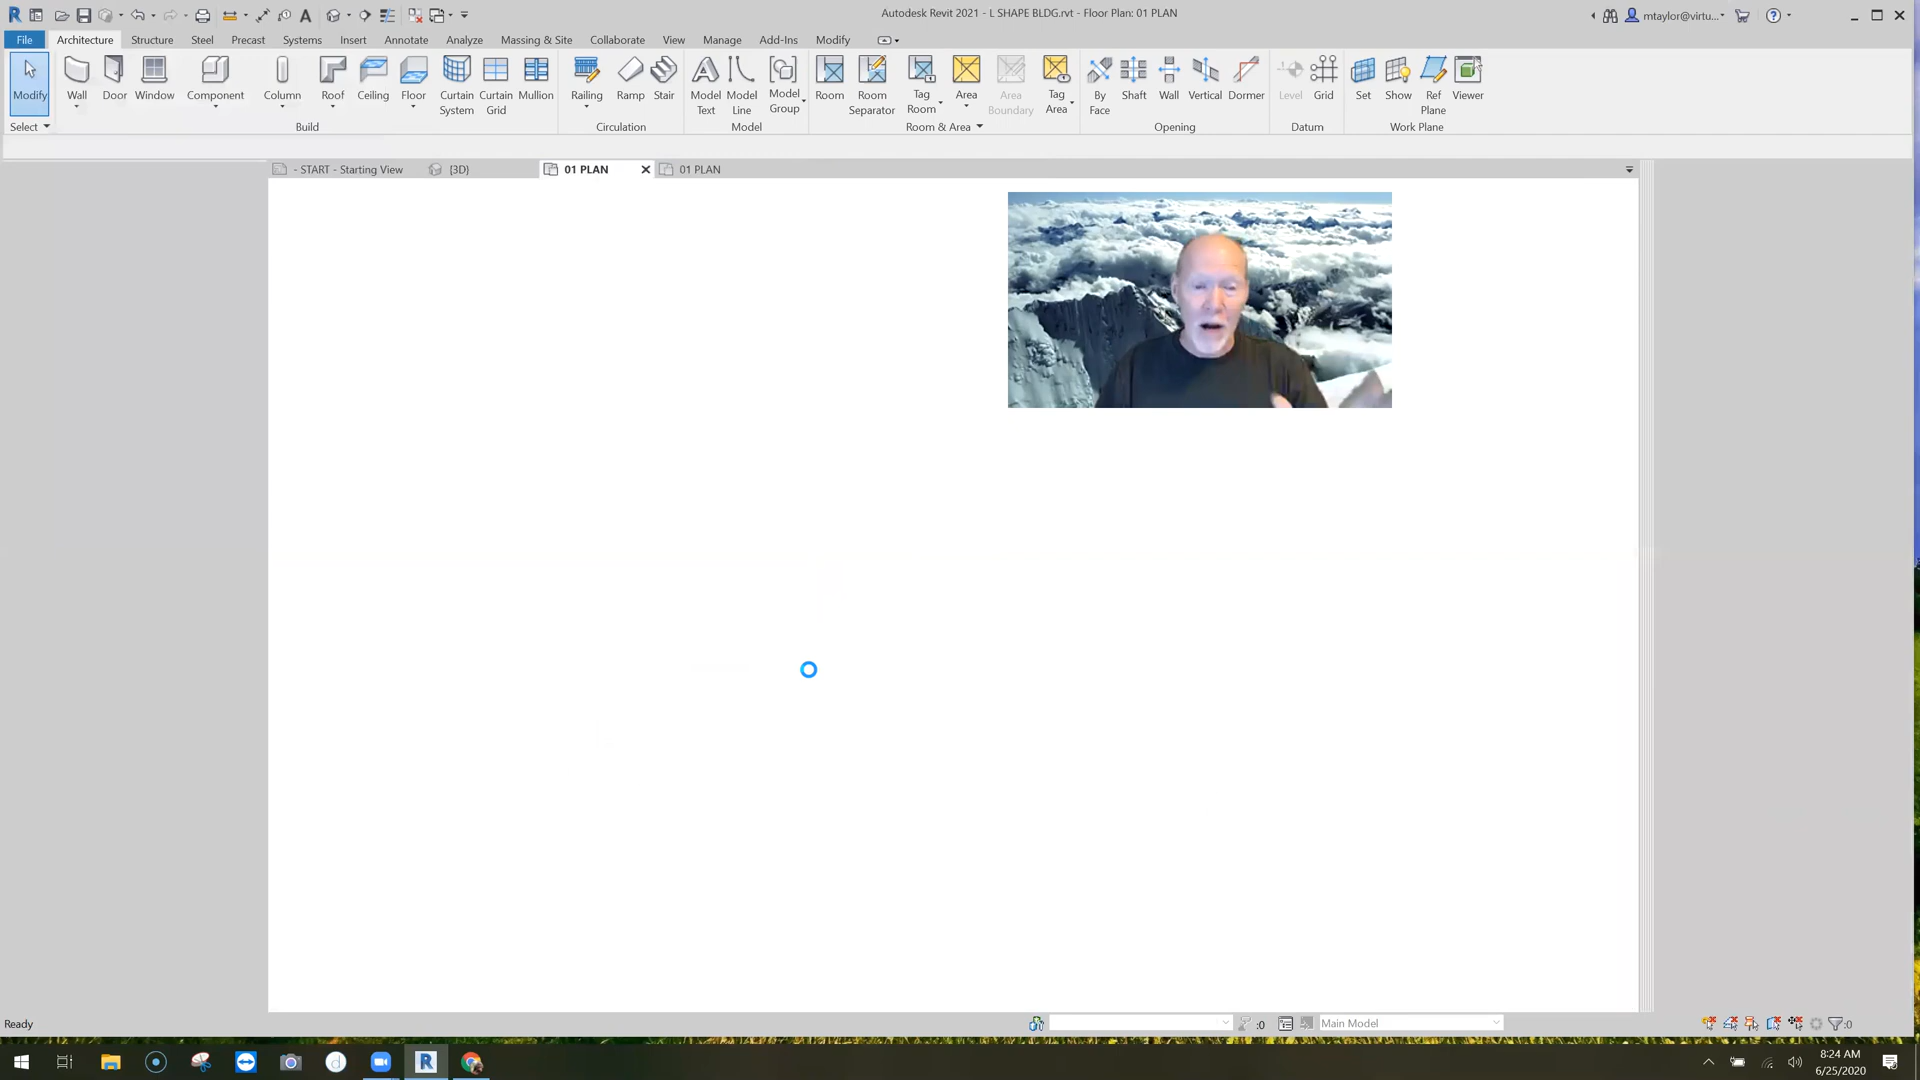 Autodesk Revit 2021 - L SHAPE BLDG.rvt - Floor Plan: 01 PLAN
mtaylor@virtu...
File Architecture Structure Steel Precast Systems Insert Annotate Analyze Massing & Site Collaborate View Manage Add-Ins Modify
Modify Wall Door Window Component Column Roof Ceiling Floor Curtain System Curtain Grid Mullion Railing Ramp Stair Model Text Model Line Model Group Room Room Separator Tag Room Area Area Boundary Tag Area By Face Shaft Wall Vertical Dormer Level Grid Set Show Ref Plane Viewer
Select Build Circulation Model Room & Area Opening Datum Work Plane
- START - Starting View {3D} 01 PLAN 01 PLAN
Ready :0 Main Model :0
8:24 AM
6/25/2020